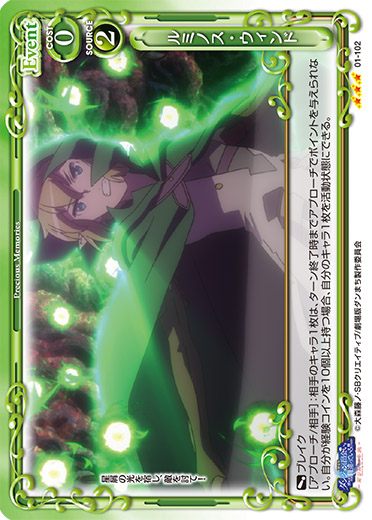 Event
COST
0
SOURCE
2
ルミノス・ウィンド
01-102
Precious Memories
星屑の光を宿し、敵を討て!
ブレイク
[アプローチ/相手]:相手のキャラ1枚は、ターン終了時までアプローチでポイントを与えられな
い。自分が経験コインを10個以上持つ場合、自分のキャラ1枚を活動状態にできる。
©大森藤ノ・SBクリエイティブ/劇場版ダンまち製作委員会